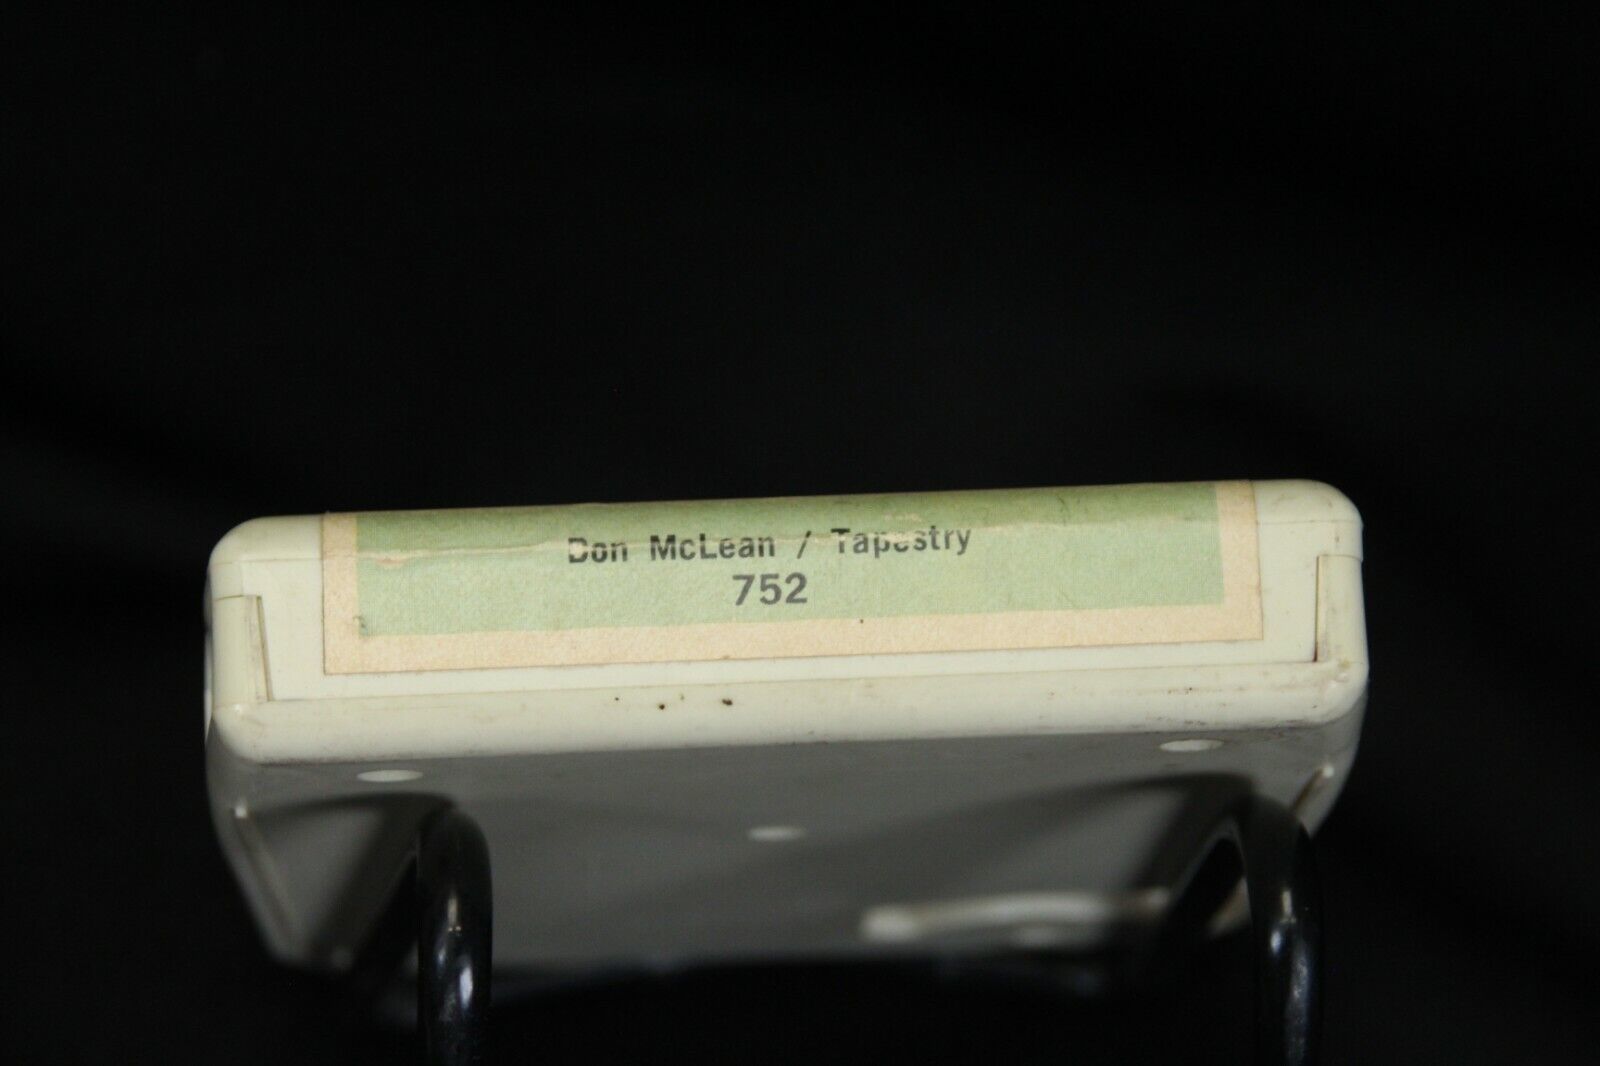 Don McLean / Tapestry
752